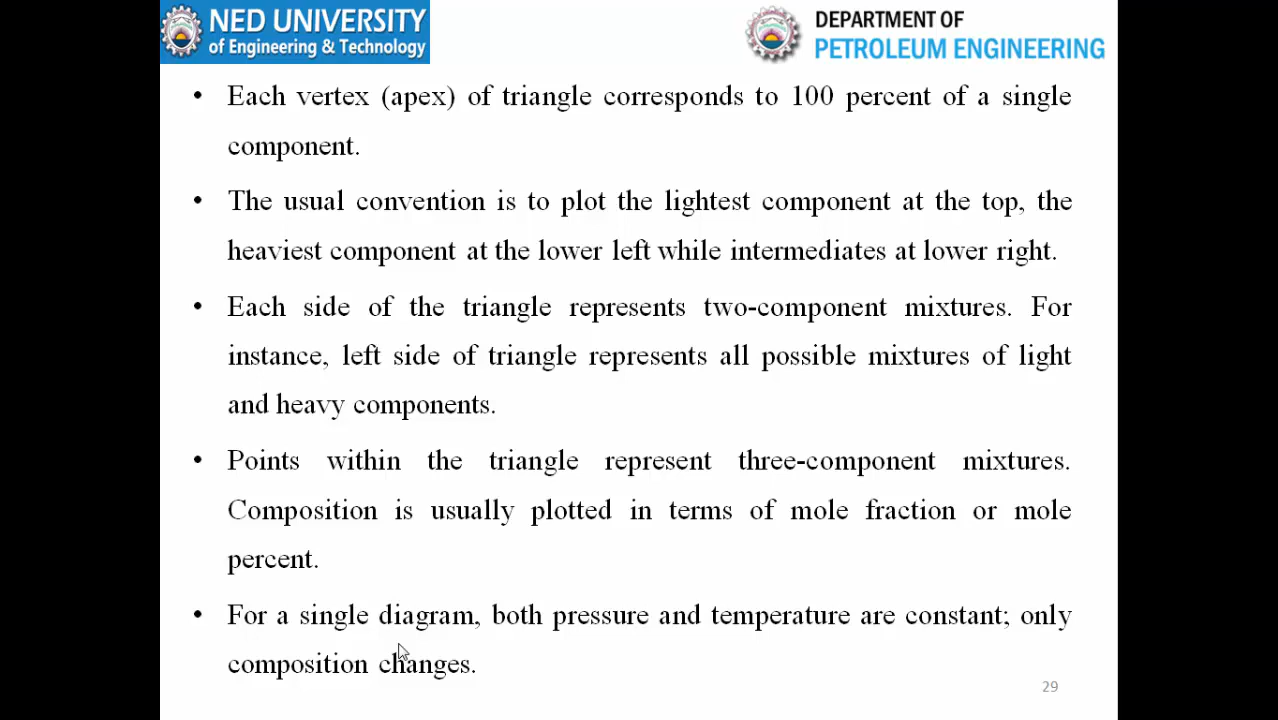 NED UNIVERSITY
of Engineering & Technology
DEPARTMENT OF
PETROLEUM ENGINEERING
• Each vertex (apex) of triangle corresponds to 100 percent of a single
component.
• The usual convention is to plot the lightest component at the top, the
heaviest component at the lower left while intermediates at lower right.
• Each side of the triangle represents two-component mixtures. For
instance, left side of triangle represents all possible mixtures of light
and heavy components.
• Points within the triangle represent three-component mixtures.
Composition is usually plotted in terms of mole fraction or mole
percent.
• For a single diagram, both pressure and temperature are constant; only
composition changes.
29